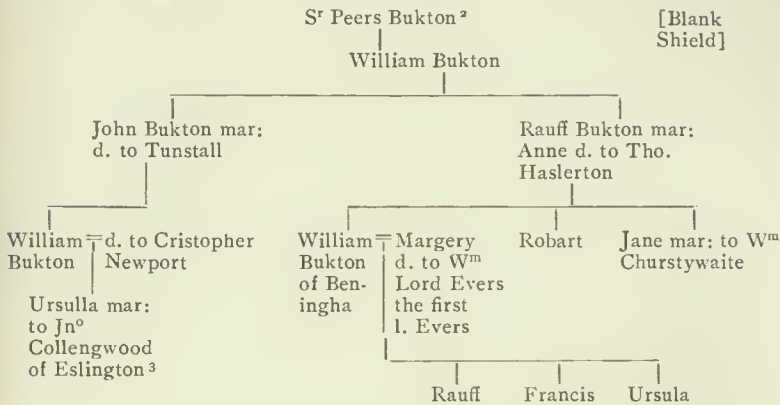 Sʳ Peers Bukton ²
[Blank
Shield]
William Bukton
John Bukton mar:
d. to Tunstall
Rauff Bukton mar:
Anne d. to Tho.
Haslerton
William
Bukton
d. to Cristopher
Newport
Ursulla mar:
to Jnº
Collengwood
of Eslington ³
William
Bukton
of Ben-
ingha
Margery
d. to Wᵐ
Lord Evers
the first
l. Evers
Robart
Jane mar: to Wᵐ
Churstywaite
Rauff
Francis
Ursula